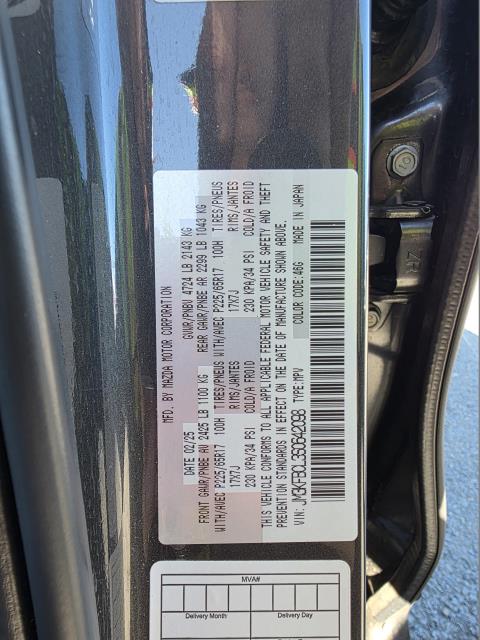 MFD. BY MAZDA MOTOR CORPORATION
DATE 02/25 GVWR/PNBV 4724 LB 2143 KG
FRONT GAWR/PNBE AV 2425 LB 1100 KG REAR GAWR/PNBE AR 2299 LB 1043 KG
WITH/AVEC P225/65R17 100H TIRES/PNEUS WITH/AVEC P225/65R17 100H TIRES/PNEUS
17X7J RIMS/JANTES 17X7J RIMS/JANTES
230 KPA/34 PSI COLD/A FROID 230 KPA/34 PSI COLD/A FROID
THIS VEHICLE CONFORMS TO ALL APPLICABLE FEDERAL MOTOR VEHICLE SAFETY AND THEFT
PREVENTION STANDARDS IN EFFECT ON THE DATE OF MANUFACTURE SHOWN ABOVE.
VIN: JM3KFBCL3S0642098 TYPE:MPV COLOR CODE:46G MADE IN JAPAN
MVA#
Delivery Month Delivery Day